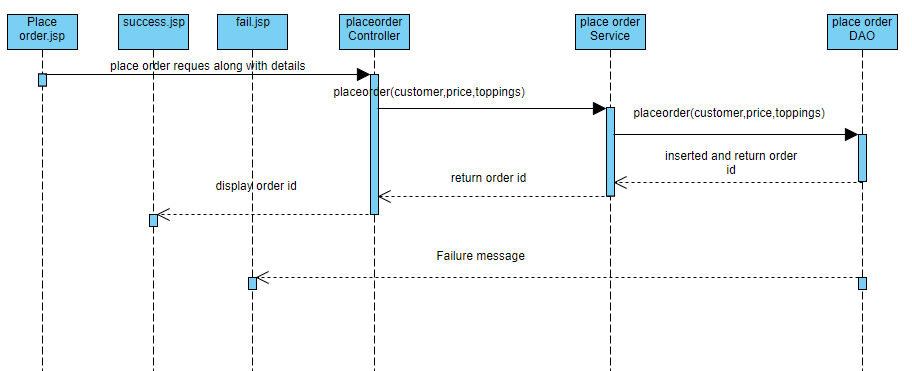 Place
order.jsp
success.jsp
fail.jsp
placeorder
Controller
place order
Service
place order
DAO
place order reques along with details
placeorder(customer,price,toppings)
placeorder(customer,price,toppings)
inserted and return order
id
return order id
display order id
Failure message